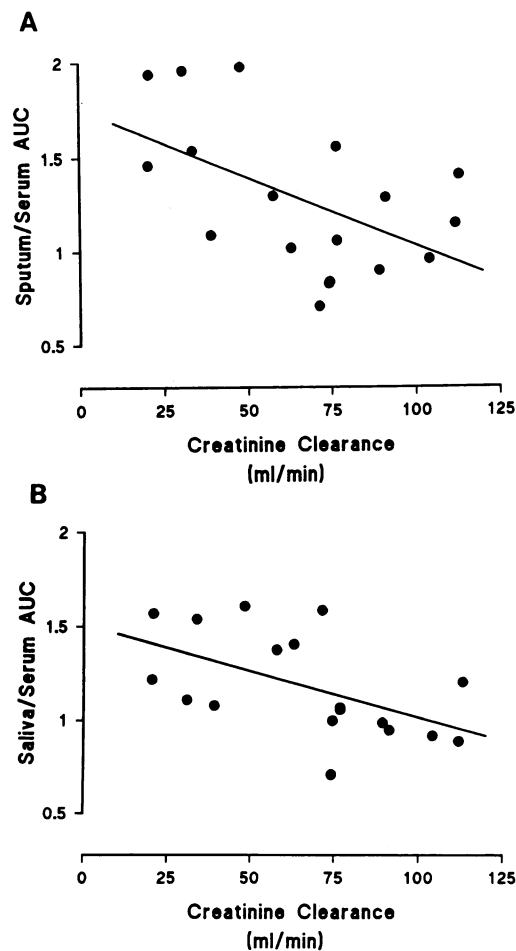 A
Sputum/Serum AUC
2
1.5
1
0.5
0 25 50 75 100 125
Creatinine Clearance
(ml/min)
B
Saliva/Serum AUC
2
1.5
1
0.5
0 25 50 75 100 125
Creatinine Clearance
(ml/min)